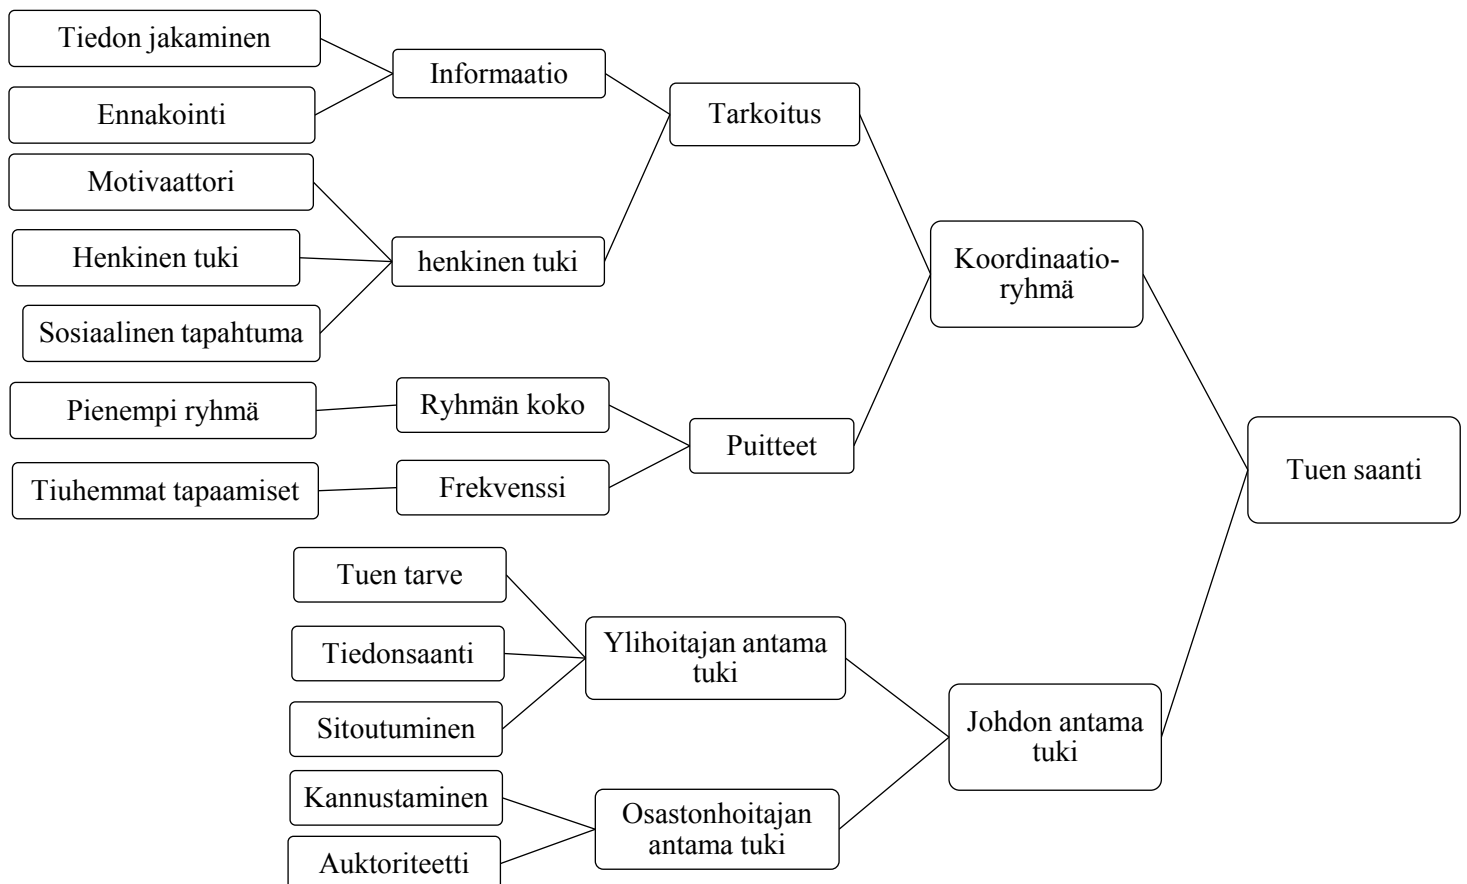 Tiedon jakaminen
Ennakointi
Motivaattori
Henkinen tuki
Sosiaalinen tapahtuma
Pienempi ryhmä
Tiuhemmat tapaamiset
Informaatio
henkinen tuki
Ryhmän koko
Frekvenssi
Tarkoitus
Puitteet
Koordinaatio-
ryhmä
Tuen tarve
Tiedonsaanti
Sitoutuminen
Kannustaminen
Auktoriteetti
Ylihoitajan antama
tuki
Osastonhoitajan
antama tuki
Johdon antama
tuki
Tuen saanti